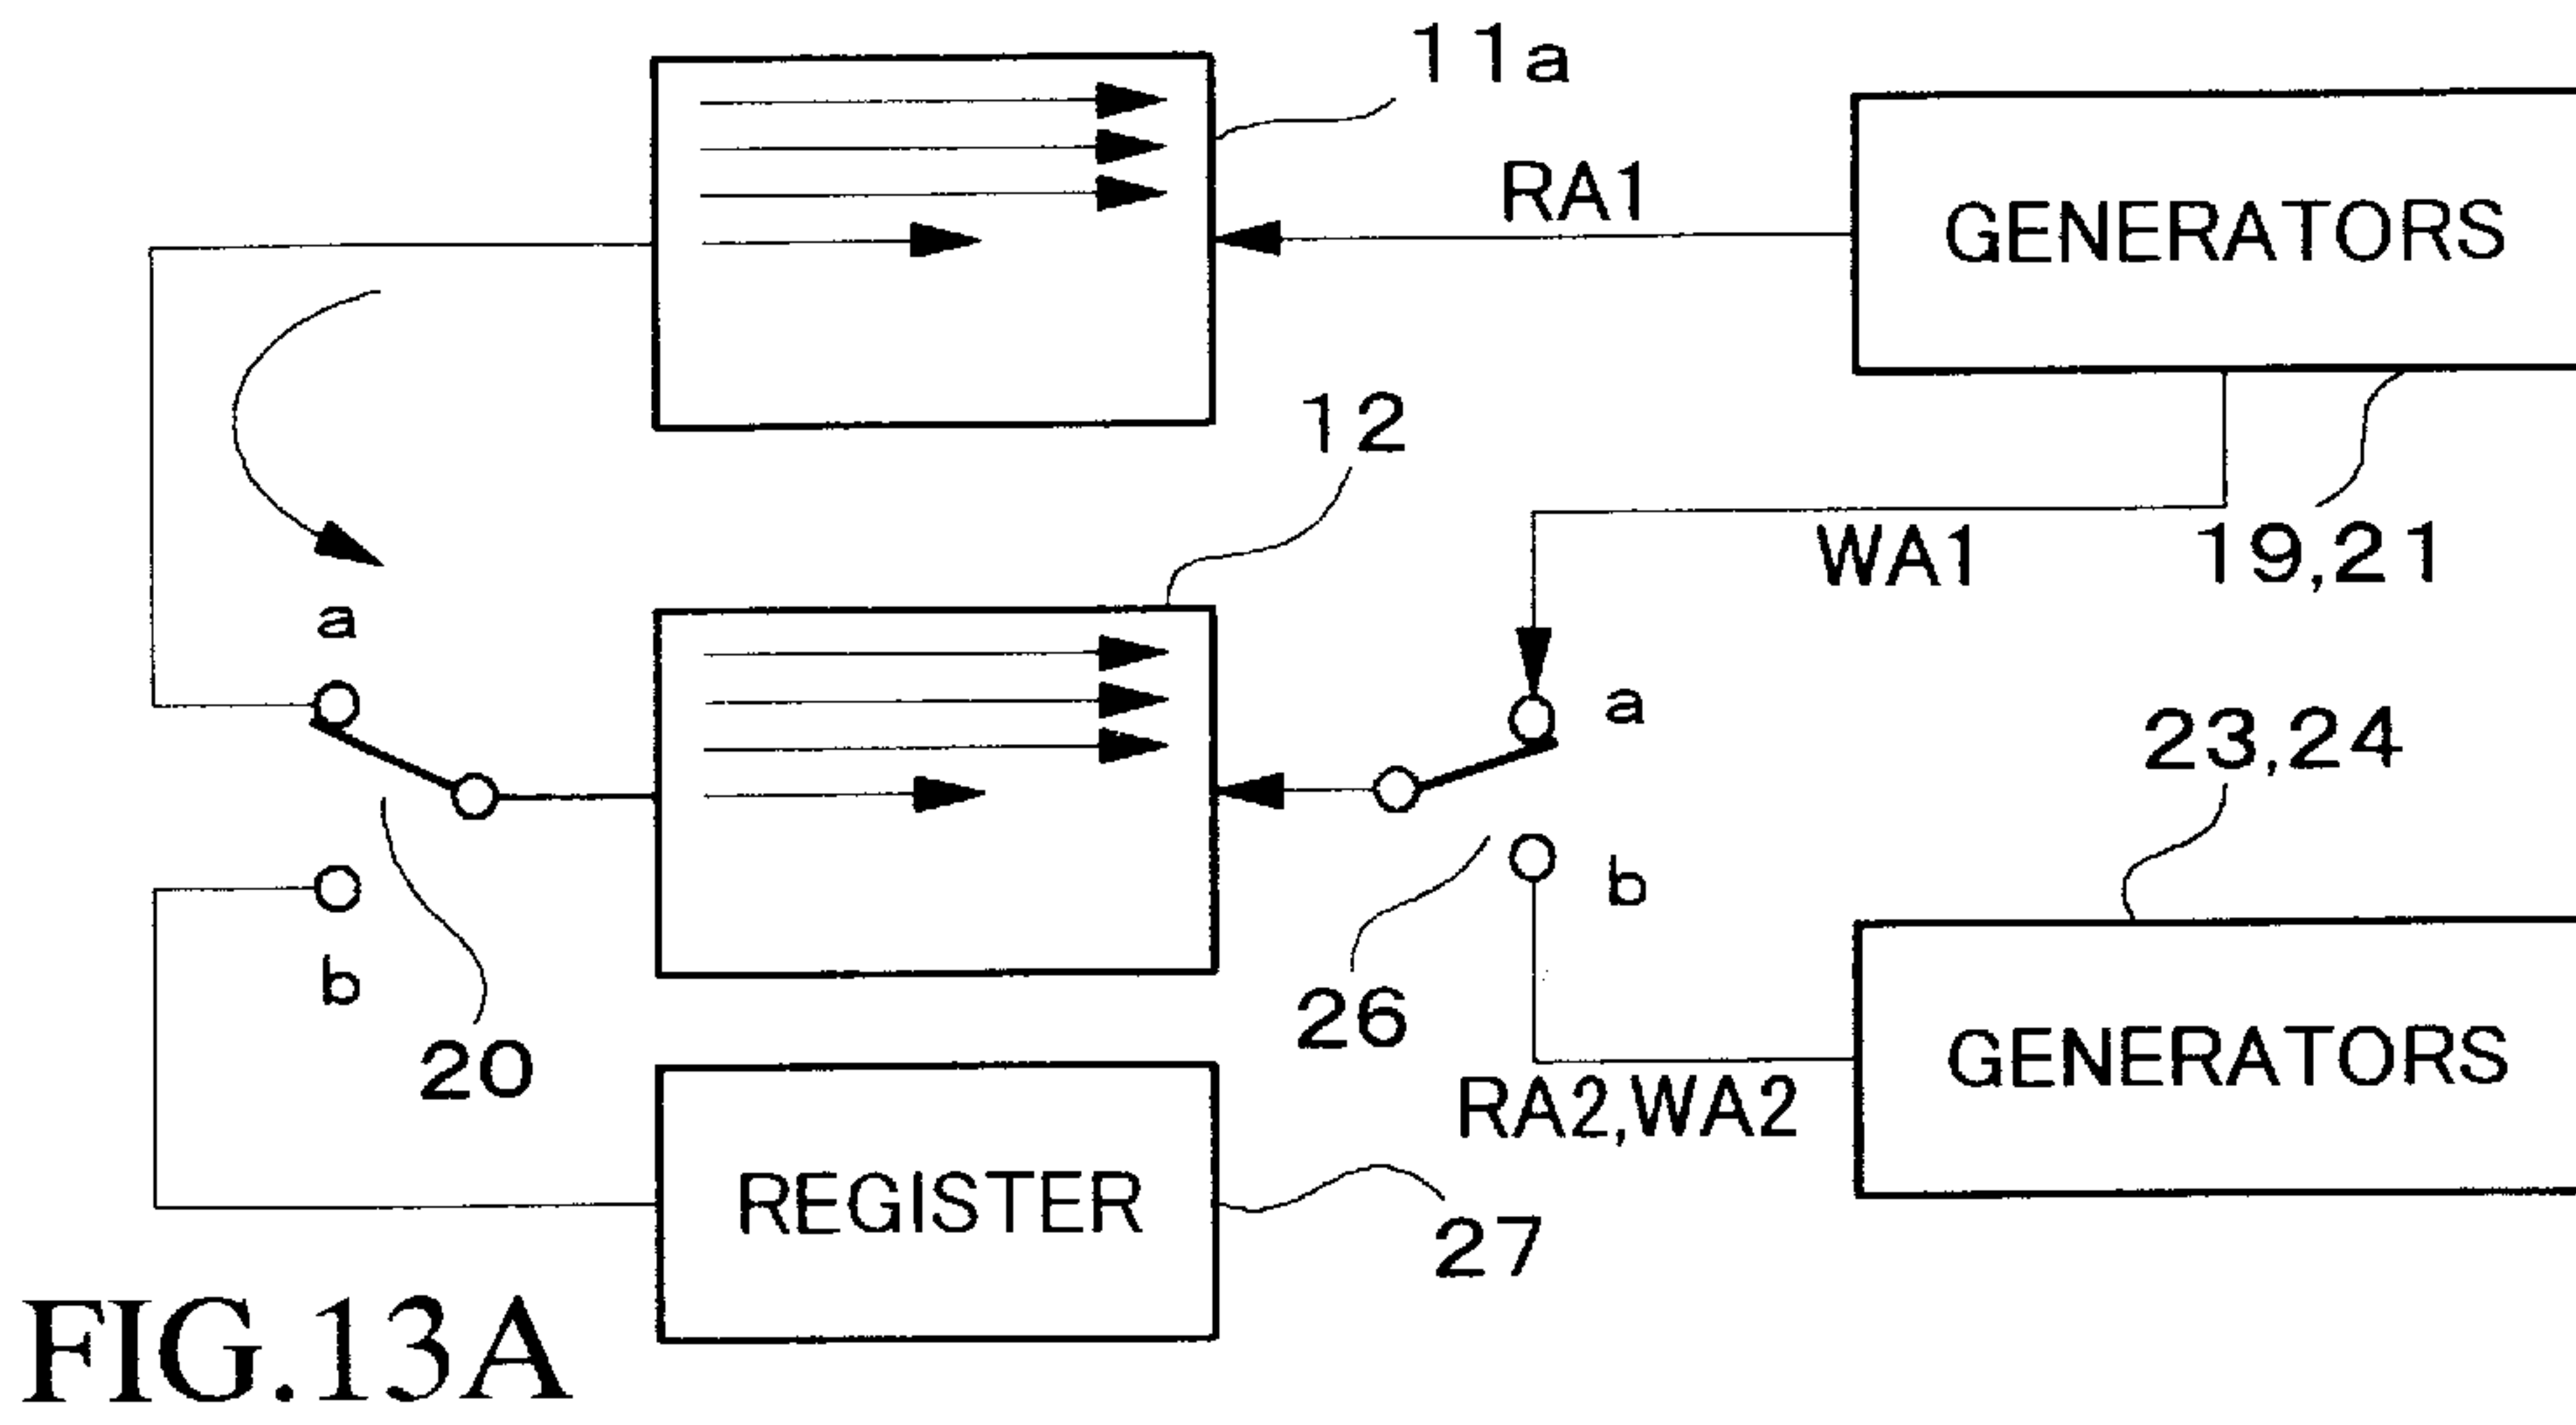 11a
RA1
GENERATORS
12
WA1
19,21
a
a
23,24
b
b
26
20
RA2,WA2
GENERATORS
REGISTER
27
FIG.13A